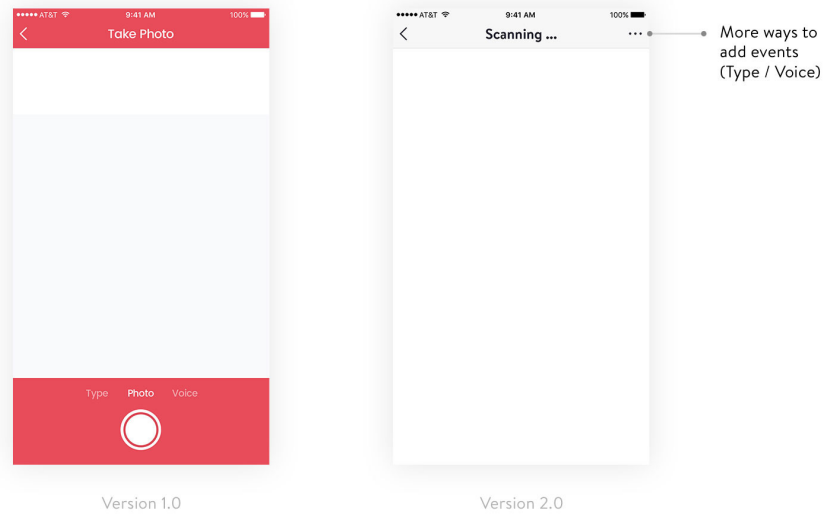 AT&T 9:41 AM 100%
Take Photo
Type Photo Voice
Version 1.0
AT&T 9:41 AM 100%
Scanning ...
More ways to
add events
(Type / Voice)
Version 2.0